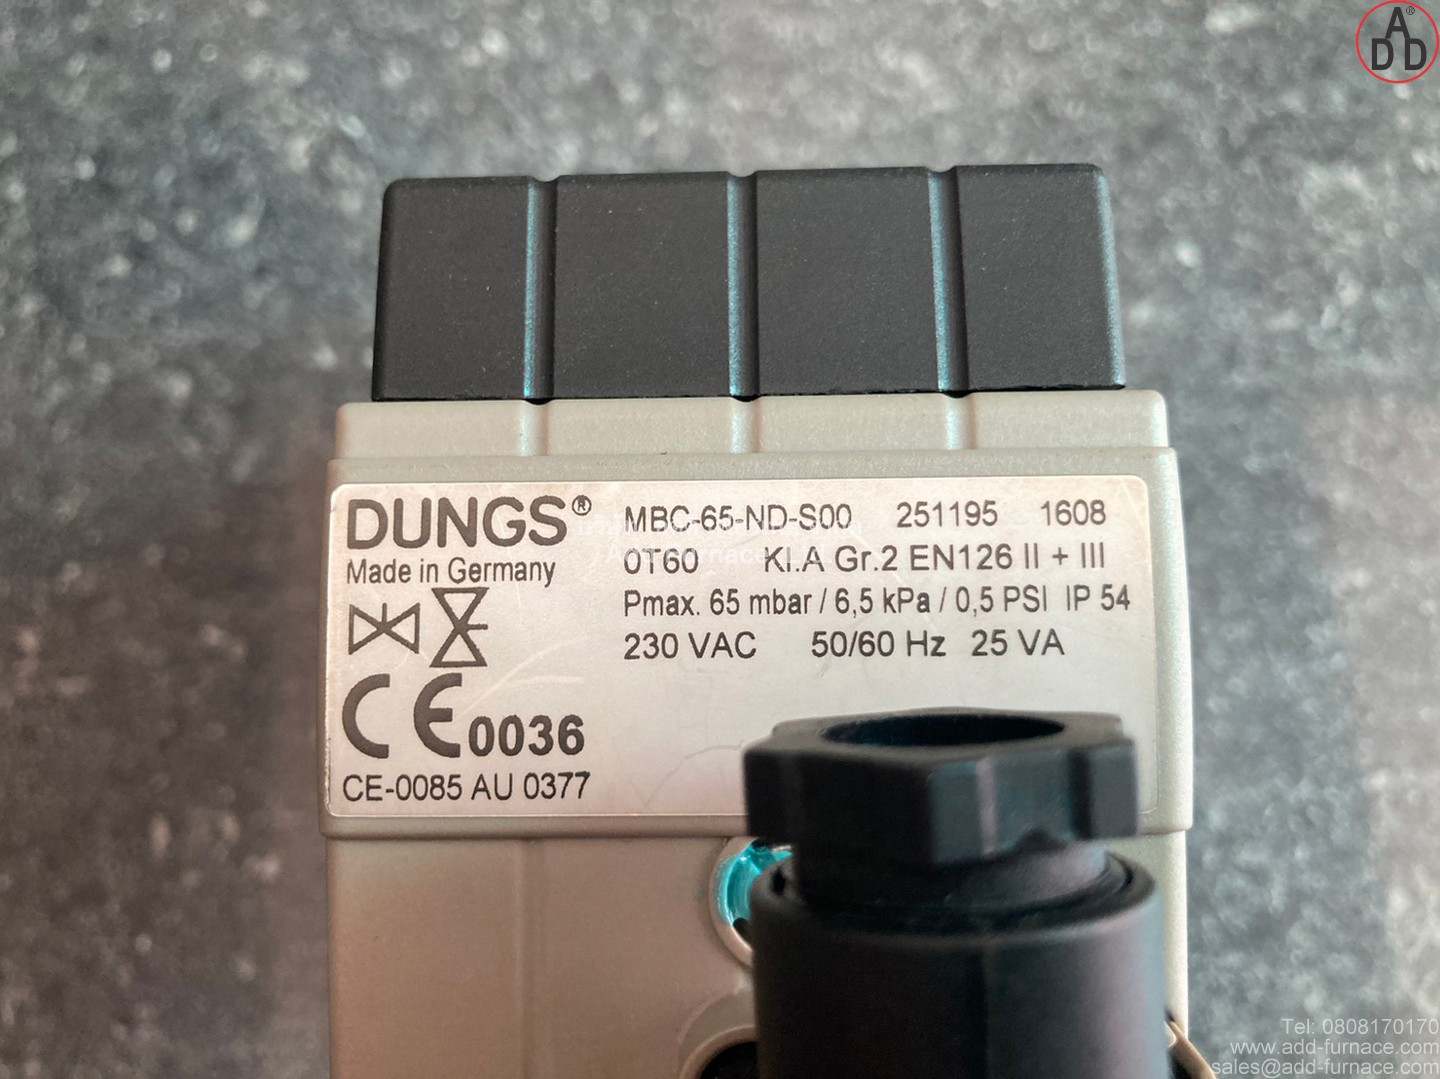 ADD®
DUNGS®
Made in Germany
CE0036
CE-0085 AU 0377
MBC-65-ND-S00 251195 1608
0T60 Kl.A Gr.2 EN126 II + III
Pmax. 65 mbar / 6,5 kPa / 0,5 PSI IP 54
230 VAC 50/60 Hz 25 VA
Tel: 0808170170
www.add-furnace.com
sales@add-furnace.com